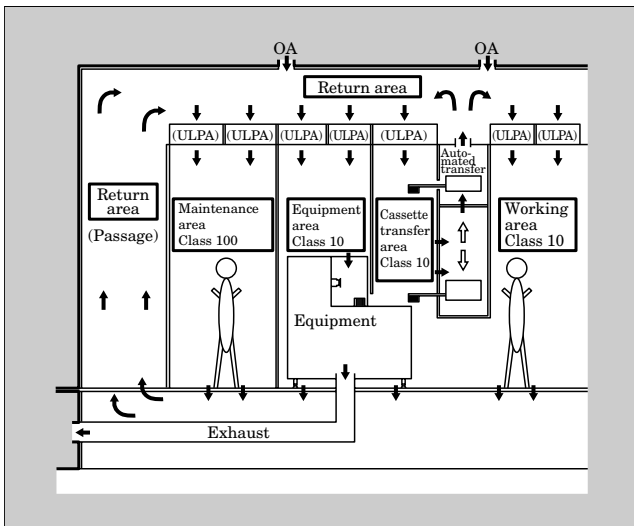 OA
OA
Return area
(ULPA)
(ULPA)
(ULPA)
(ULPA)
(ULPA)
(ULPA)
(ULPA)
Auto-
mated
transfer
Return
area
(Passage)
Maintenance
area
Class 100
Equipment
area
Class 10
Cassette
transfer
area
Class 10
Working
area
Class 10
Equipment
Exhaust